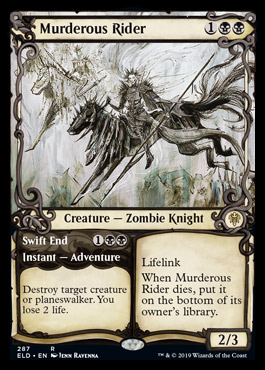 Murderous Rider 1
Creature — Zombie Knight
Swift End 1
Instant — Adventure
Destroy target creature
or planeswalker. You
lose 2 life.
Lifelink
When Murderous
Rider dies, put it
on the bottom of its
owner's library.
2/3
287 R
ELD • EN Jenn Ravenna
™ & © 2019 Wizards of the Coast